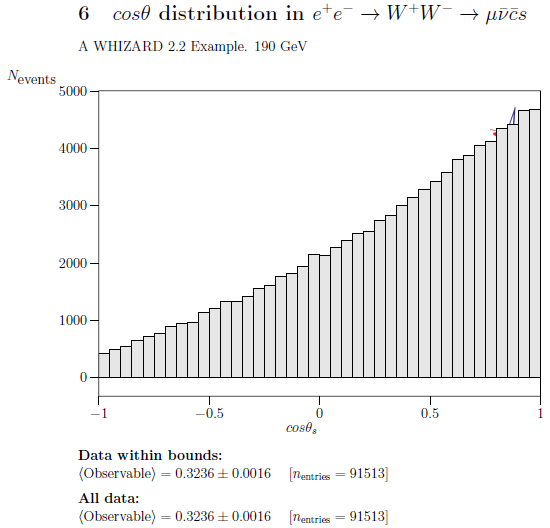 6 cosθ distribution in e⁺e⁻ → W⁺W⁻ → μν̄c̄s
A WHIZARD 2.2 Example. 190 GeV
N_events
5000
4000
3000
2000
1000
0
−1 −0.5 0 0.5 1
cosθ_s
Data within bounds:
⟨Observable⟩ = 0.3236 ± 0.0016 [n_entries = 91513]
All data:
⟨Observable⟩ = 0.3236 ± 0.0016 [n_entries = 91513]